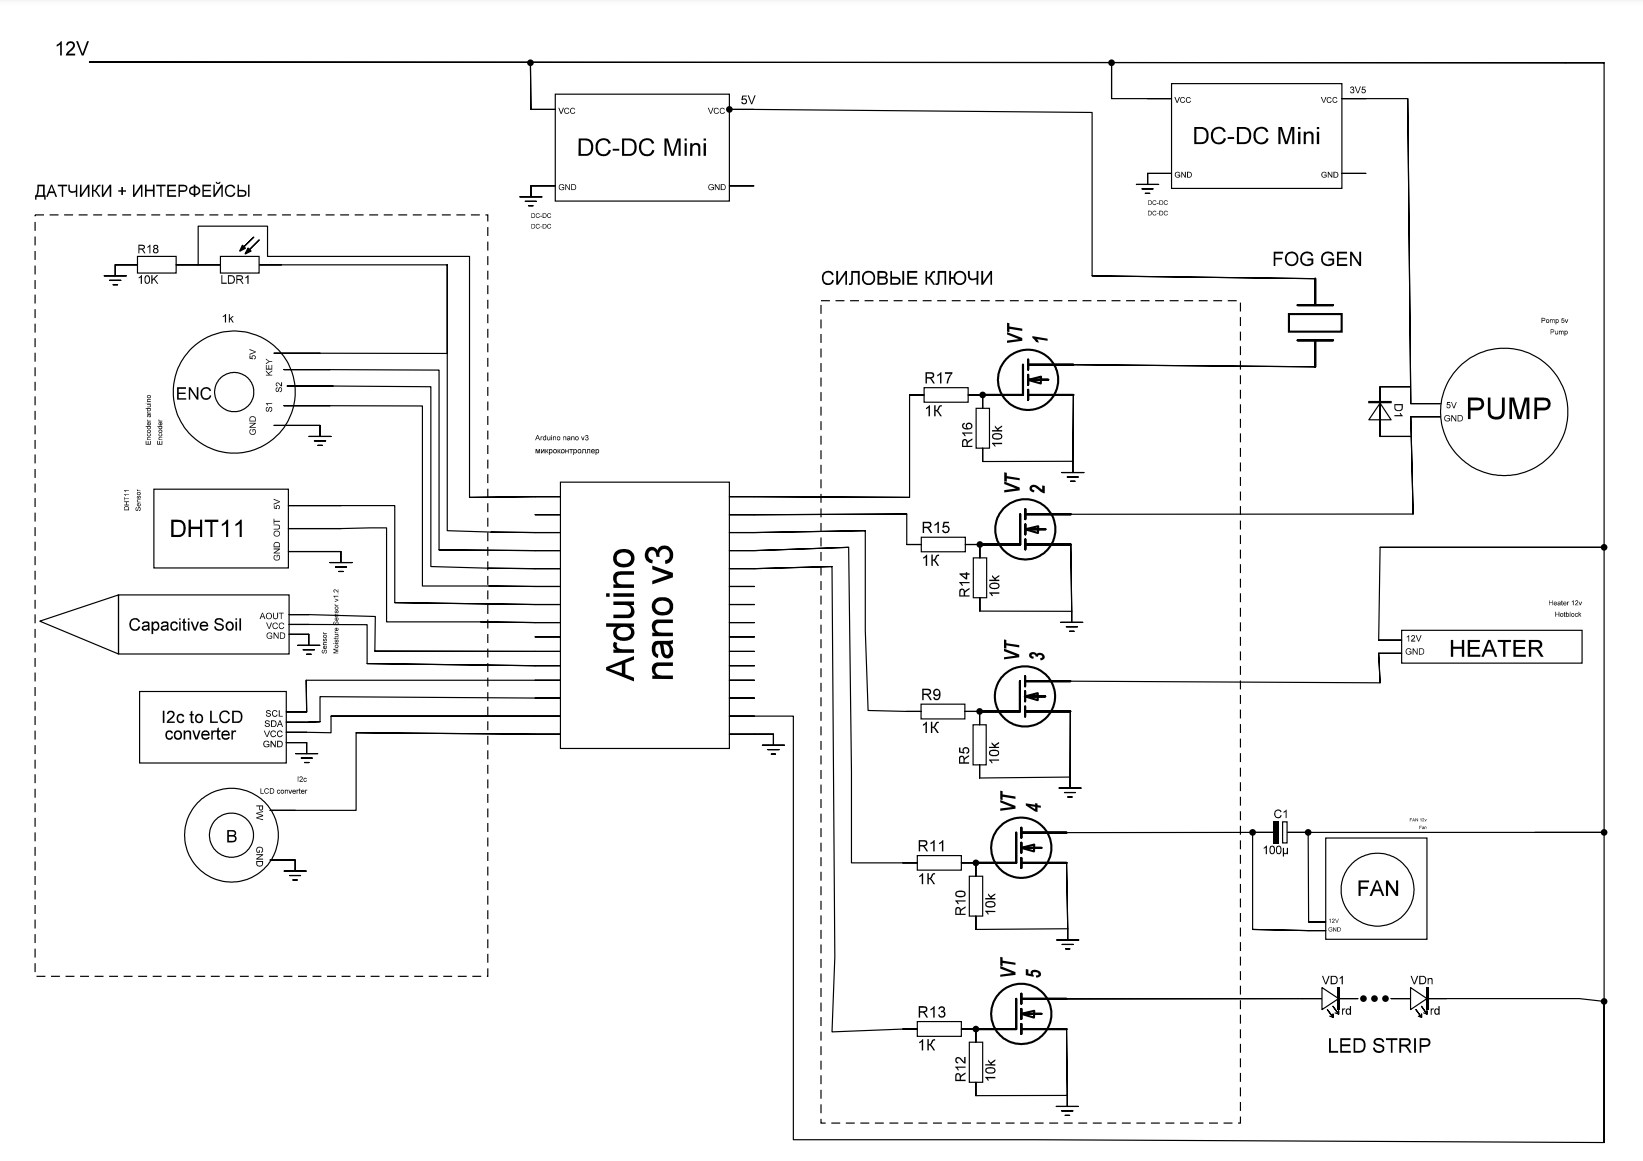 12V
VCC
VCC
5V
DC-DC Mini
GND
GND
DC-DC
DC-DC
VCC
VCC
3V5
DC-DC Mini
GND
GND
DC-DC
DC-DC
ДАТЧИКИ + ИНТЕРФЕЙСЫ
R18
10K
LDR1
1k
ENC
5V
KEY
S2
S1
GND
Encoder arduino
Encoder
DHT11
Sensor
DHT11
5V
OUT
GND
Capacitive Soil
AOUT
VCC
GND
Sensor
Moisture Sensor v1.2
I2c to LCD
converter
SCL
SDA
VCC
GND
I2c
LCD converter
B
PW
GND
Arduino nano v3
микроконтроллер
Arduino
nano v3
СИЛОВЫЕ КЛЮЧИ
VT
1
R17
1K
R16
10k
VT
2
R15
1K
R14
10k
VT
3
R9
1K
R5
10k
VT
4
R11
1K
R10
10k
VT
5
R13
1K
R12
10k
FOG GEN
Pomp 5v
Pump
D1
5V
GND
PUMP
Heater 12v
Hotblock
12V
GND
HEATER
C1
100µ
FAN 12v
Fan
FAN
12V
GND
VD1
rd
VDn
rd
LED STRIP